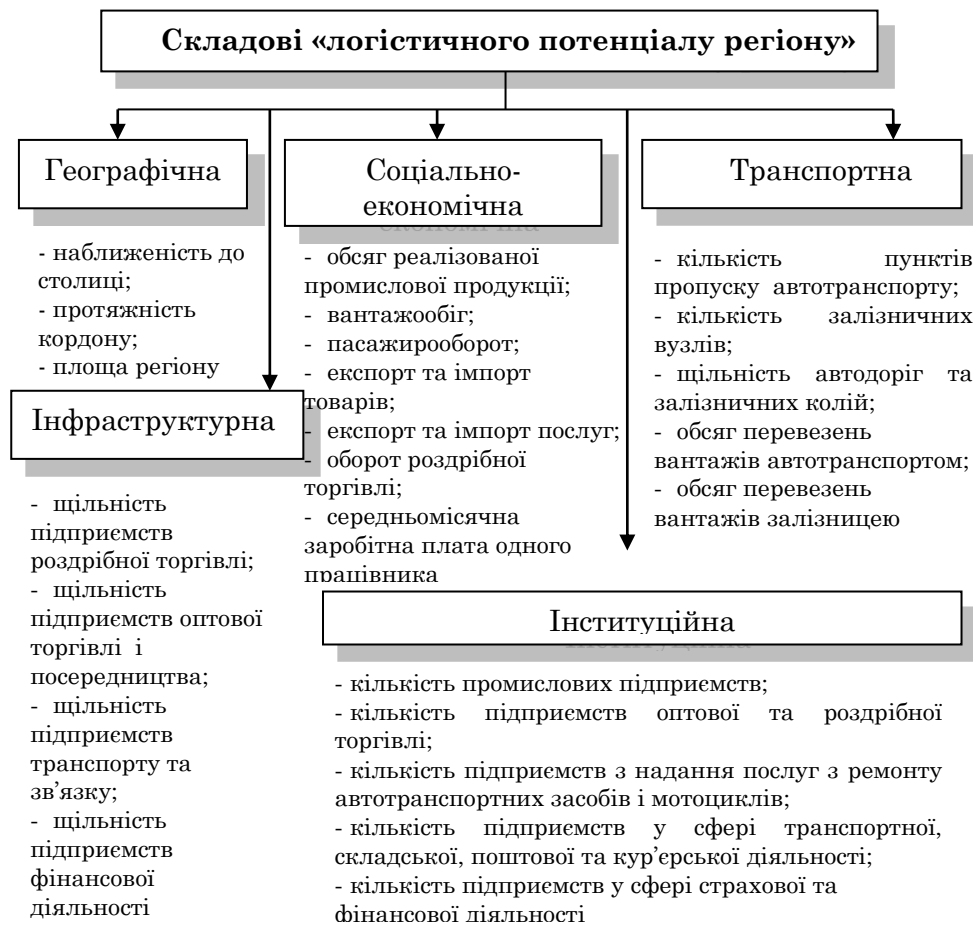 Складові «логістичного потенціалу регіону»
Географічна
- наближеність до
столиці;
- протяжність
кордону;
- площа регіону
Інфраструктурна
- щільність
підприємств
роздрібної торгівлі;
- щільність
підприємств оптової
торгівлі і
посередництва;
- щільність
підприємств
транспорту та
зв’язку;
- щільність
підприємств
фінансової
діяльності
Соціально-
економічна
- обсяг реалізованої
промислової продукції;
- вантажообіг;
- пасажирооборот;
- експорт та імпорт
товарів;
- експорт та імпорт послуг;
- оборот роздрібної
торгівлі;
- середньомісячна
заробітна плата одного
працівника
Транспортна
- кількість пунктів
пропуску автотранспорту;
- кількість залізничних
вузлів;
- щільність автодоріг та
залізничних колій;
- обсяг перевезень
вантажів автотранспортом;
- обсяг перевезень
вантажів залізницею
Інституційна
- кількість промислових підприємств;
- кількість підприємств оптової та роздрібної
торгівлі;
- кількість підприємств з надання послуг з ремонту
автотранспортних засобів і мотоциклів;
- кількість підприємств у сфері транспортної,
складської, поштової та кур’єрської діяльності;
- кількість підприємств у сфері страхової та
фінансової діяльності